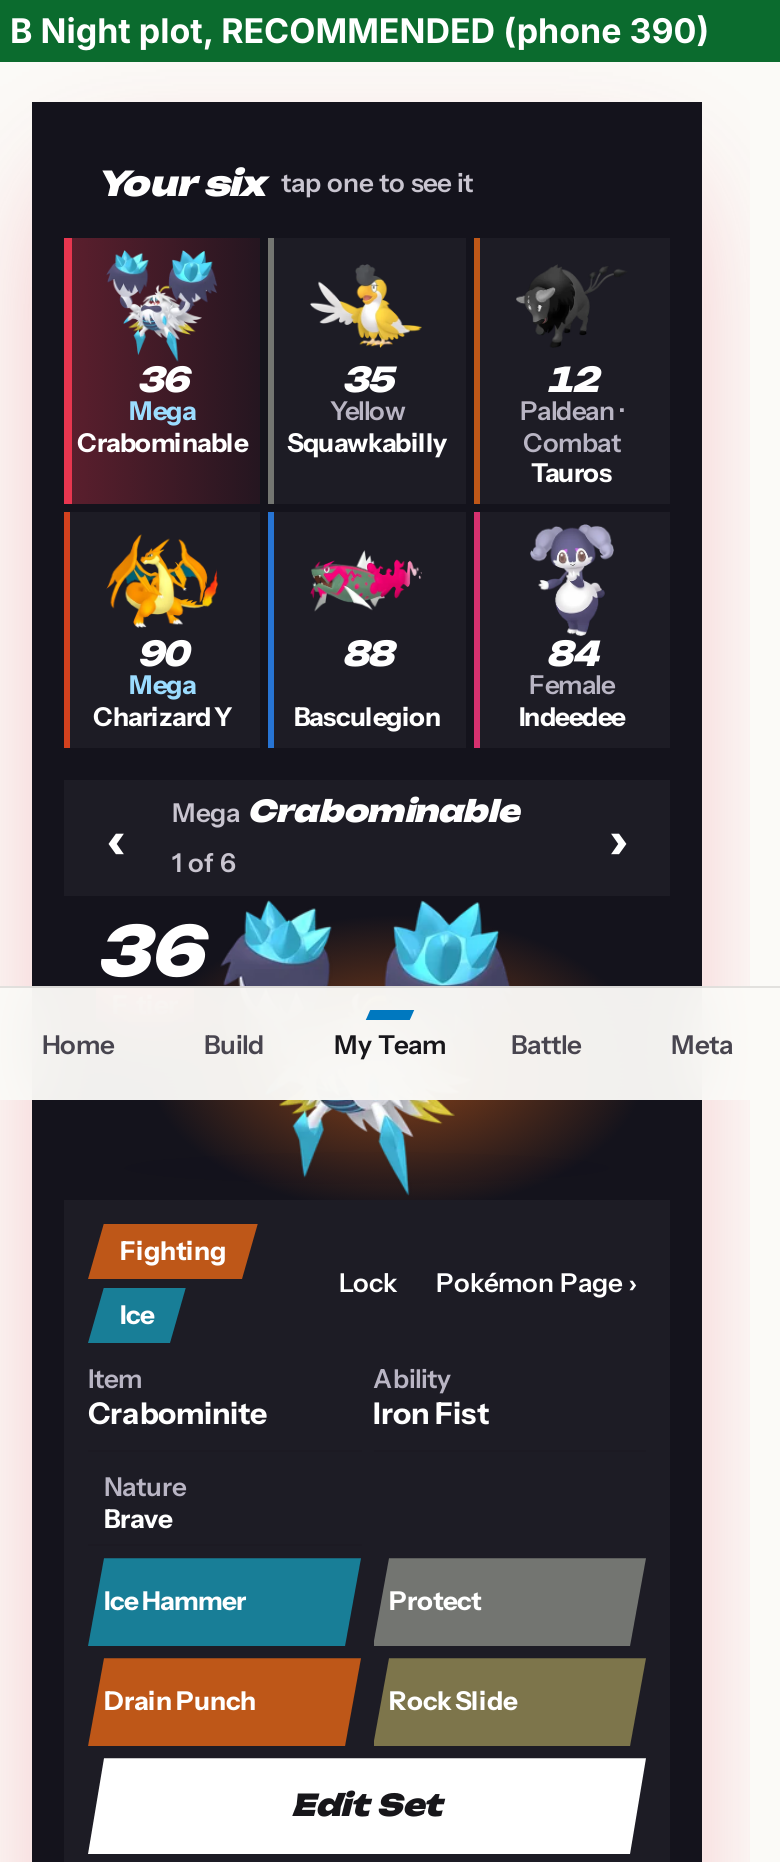 B Night plot, RECOMMENDED (phone 390)
Your six tap one to see it
36
Mega
Crabominable
35
Yellow
Squawkabilly
12
Paldean ·
Combat
Tauros
90
Mega
Charizard Y
88
Basculegion
84
Female
Indeedee
‹ Mega Crabominable ›
1 of 6
36
Home Build My Team Battle Meta
Fighting
Ice
Lock Pokémon Page ›
Item
Crabominite
Ability
Iron Fist
Nature
Brave
Ice Hammer Protect
Drain Punch Rock Slide
Edit Set